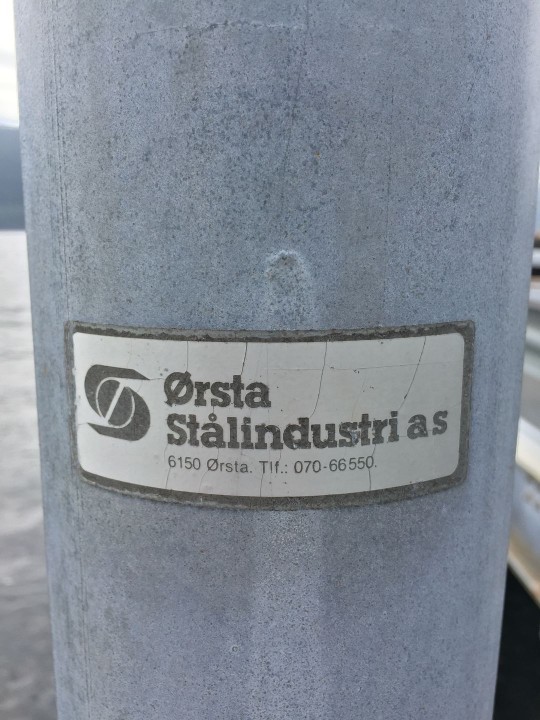 Ørsta
Stålindustri as
6150 Ørsta. Tlf.: 070-66550.